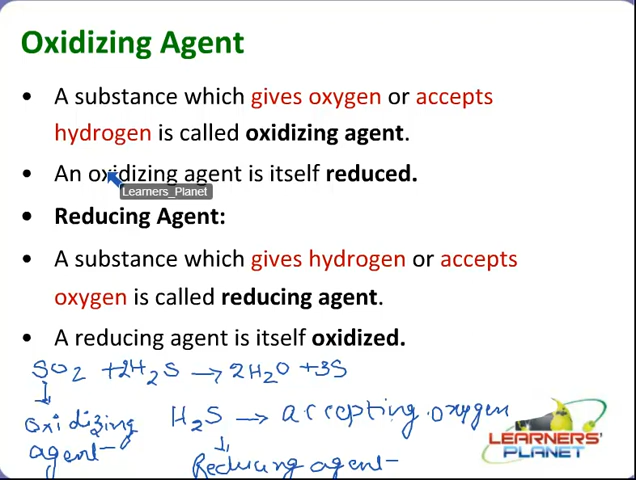 Oxidizing Agent
• A substance which gives oxygen or accepts
hydrogen is called oxidizing agent.
• An oxidizing agent is itself reduced.
Learners_Planet
• Reducing Agent:
• A substance which gives hydrogen or accepts
oxygen is called reducing agent.
• A reducing agent is itself oxidized.
SO2 + 2H2S → 2H2O + 3S
↓
oxidizing
agent
H2S → accepting oxygen
↓
Reducing agent
LEARNERS'
PLANET